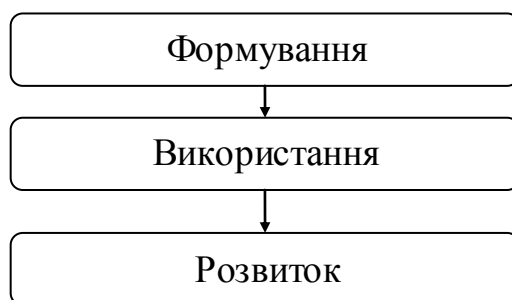 Формування
Використання
Розвиток